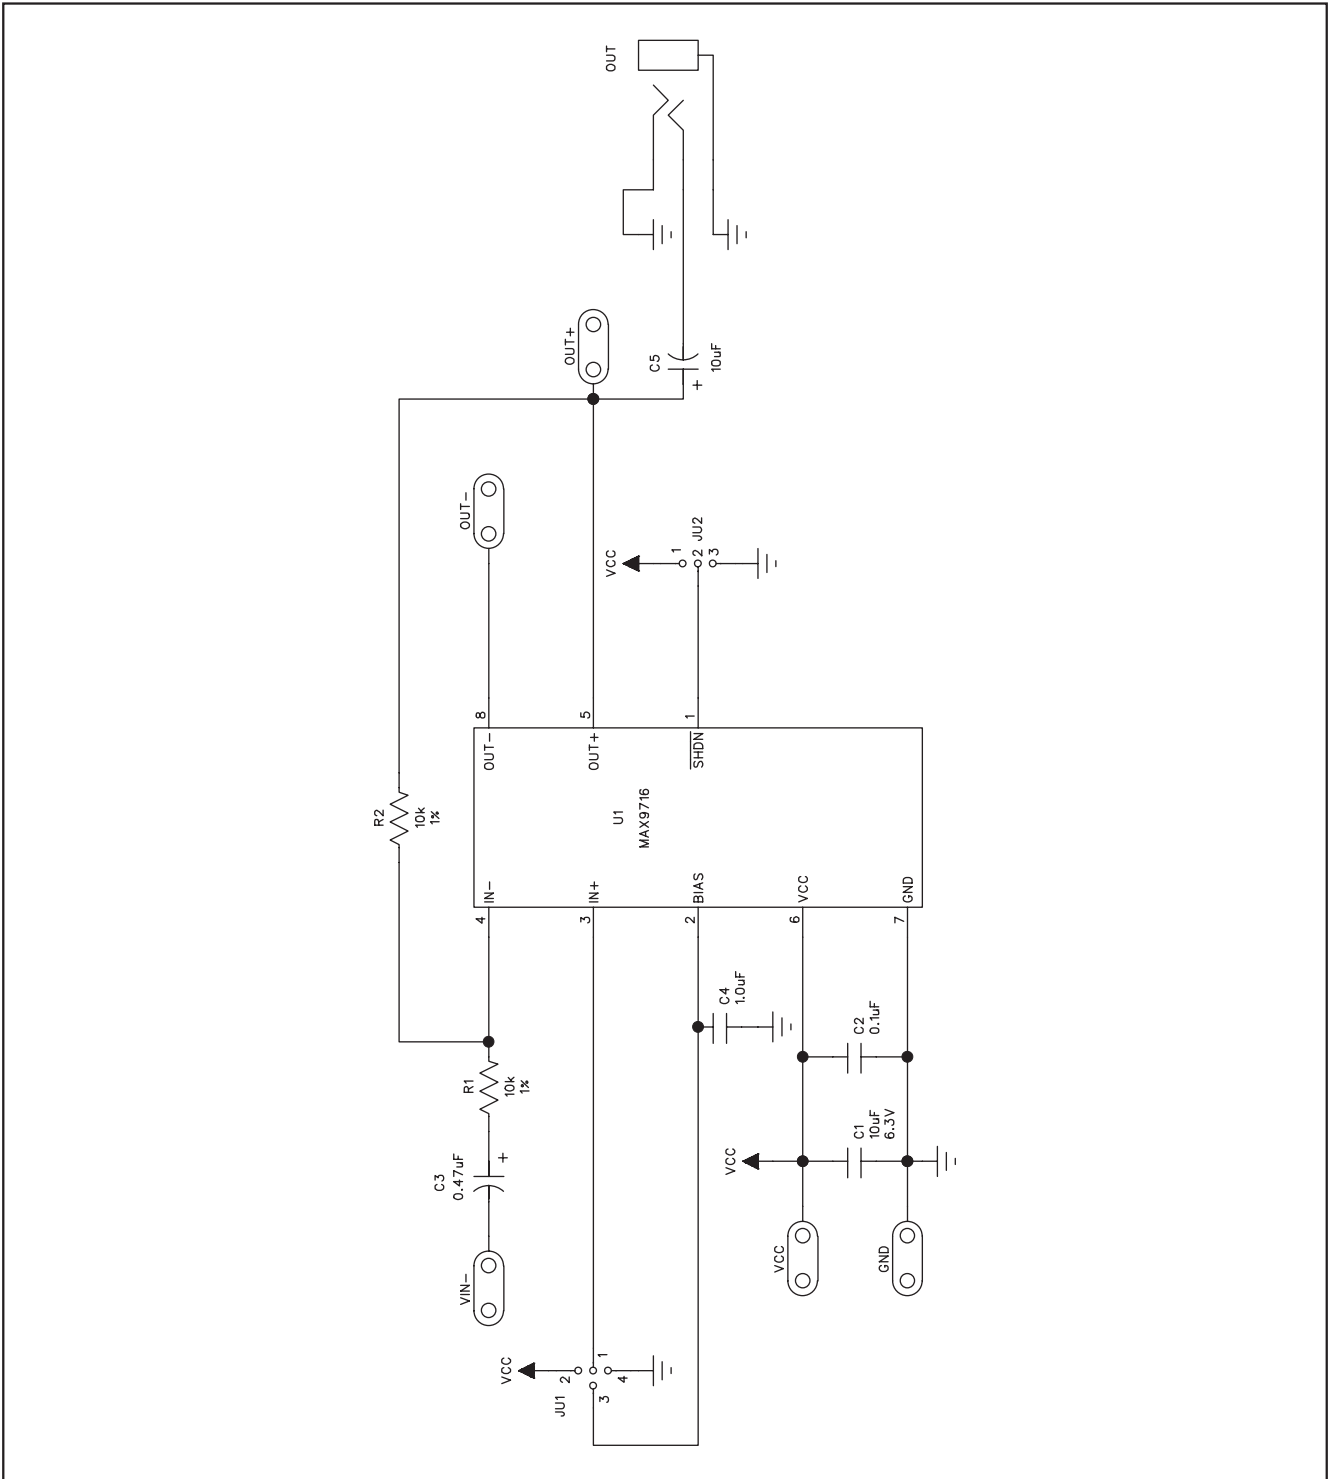 OUT
OUT+
C5
10uF
+
OUT-
VCC
1
2
3
JU2
8
5
1
OUT-
OUT+
SHDN
R2
10k
1%
U1
MAX9716
IN-
IN+
BIAS
VCC
GND
4
3
2
6
7
C4
1.0uF
C2
0.1uF
R1
10k
1%
C3
0.47uF
+
VCC
C1
10uF
6.3V
VIN-
VCC
GND
VCC
JU1
2
1
3
4